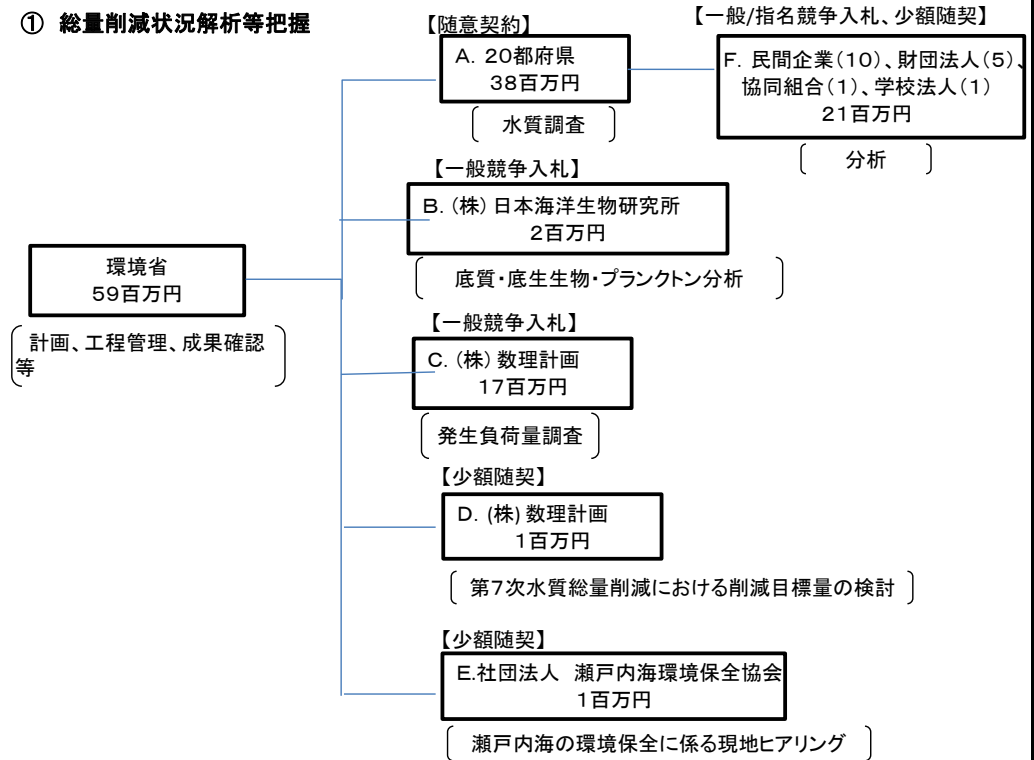 ① 総量削減状況解析等把握
【随意契約】
A. 20都府県
38百万円
水質調査
【一般/指名競争入札、少額随契】
F. 民間企業(10)、財団法人(5)、
協同組合(1)、学校法人(1)
21百万円
分析
【一般競争入札】
B. (株) 日本海洋生物研究所
2百万円
底質・底生生物・プランクトン分析
環境省
59百万円
計画、工程管理、成果確認
等
【一般競争入札】
C. (株) 数理計画
17百万円
発生負荷量調査
【少額随契】
D. (株) 数理計画
1百万円
第7次水質総量削減における削減目標量の検討
【少額随契】
E.社団法人 瀬戸内海環境保全協会
1百万円
瀬戸内海の環境保全に係る現地ヒアリング